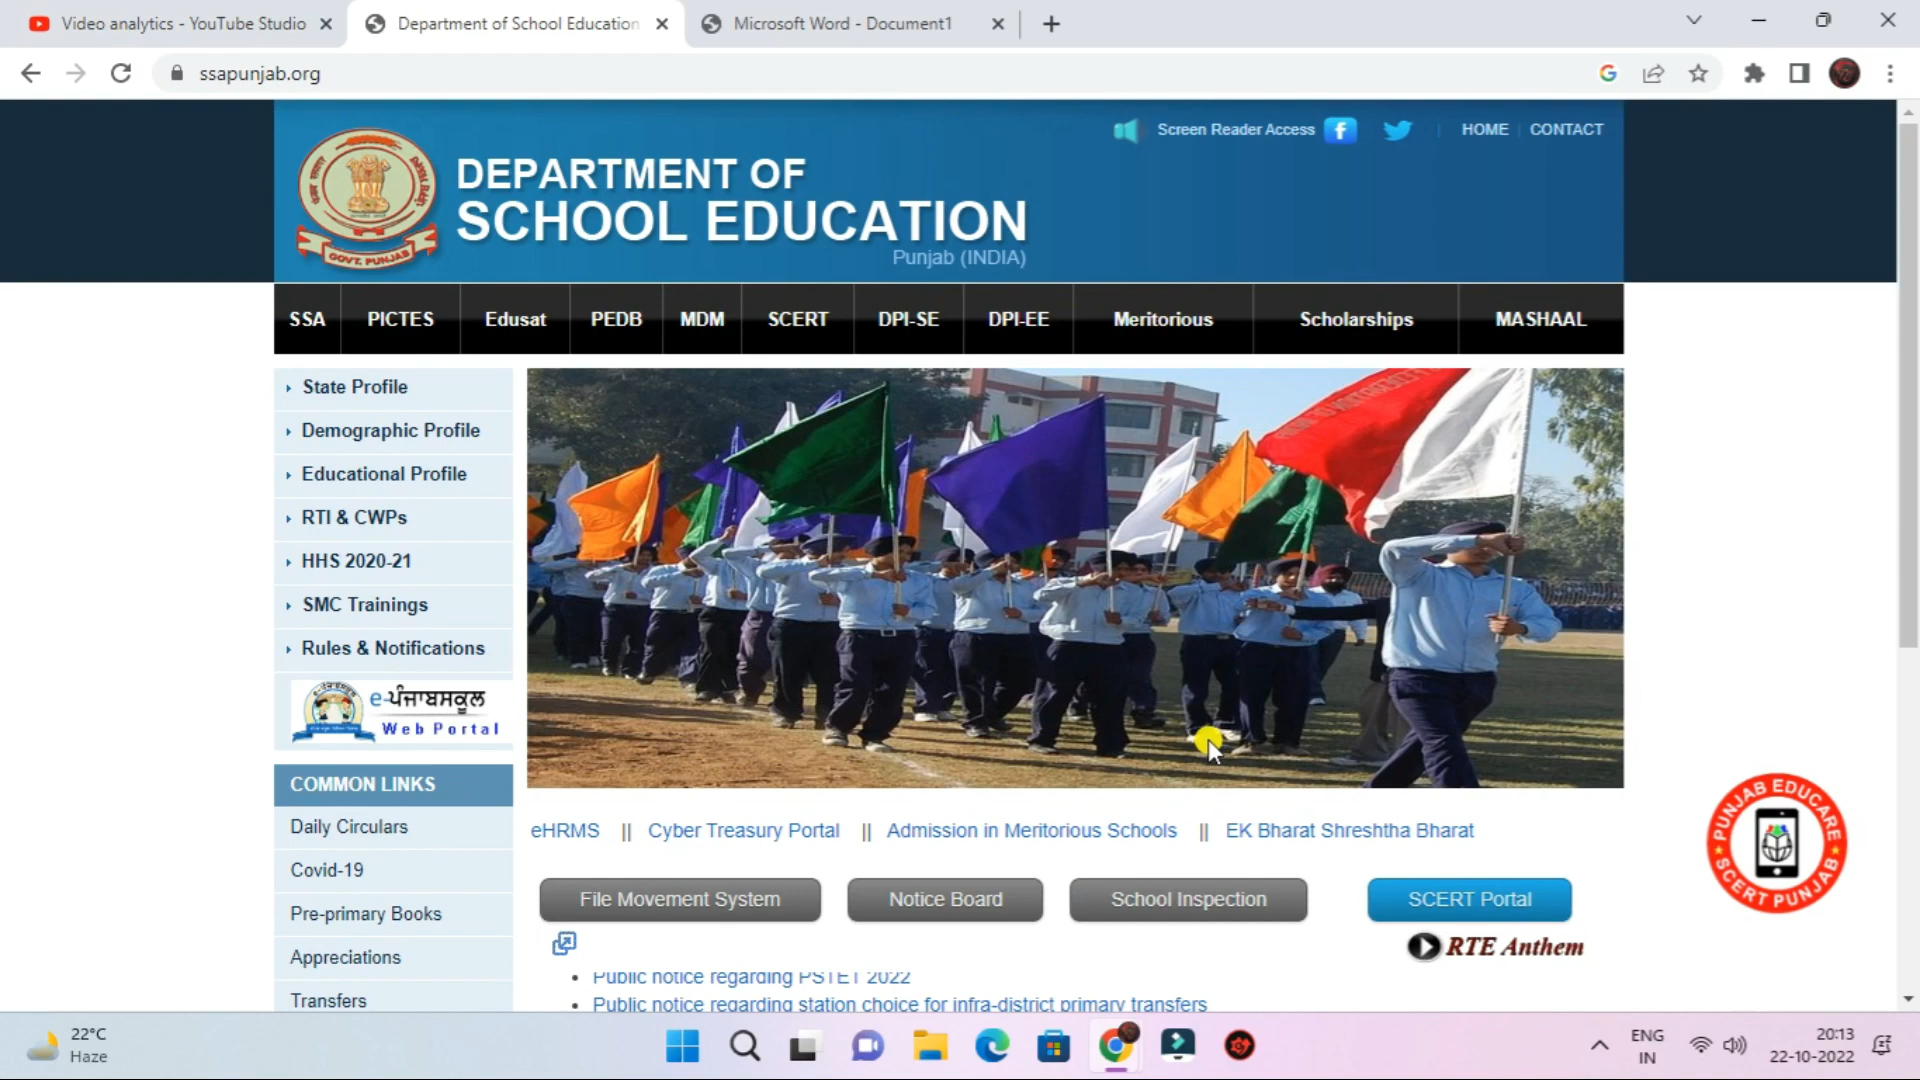 Video analytics - YouTube Studio
Department of School Education
Microsoft Word - Document1
ssapunjab.org
Screen Reader Access
HOME
CONTACT
DEPARTMENT OF
SCHOOL EDUCATION
Punjab (INDIA)
GOVT. PUNJAB
SSA
PICTES
Edusat
PEDB
MDM
SCERT
DPI-SE
DPI-EE
Meritorious
Scholarships
MASHAAL
State Profile
Demographic Profile
Educational Profile
RTI & CWPs
HHS 2020-21
SMC Trainings
Rules & Notifications
e-ਪੰਜਾਬਸਕੂਲ
Web Portal
COMMON LINKS
Daily Circulars
Covid-19
Pre-primary Books
Appreciations
Transfers
eHRMS || Cyber Treasury Portal || Admission in Meritorious Schools || EK Bharat Shreshtha Bharat
File Movement System
Notice Board
School Inspection
SCERT Portal
RTE Anthem
Public notice regarding PSTET 2022
Public notice regarding station choice for infra-district primary transfers
PUNJAB EDUCARE
SCERT PUNJAB
22°C
Haze
ENG
IN
20:13
22-10-2022